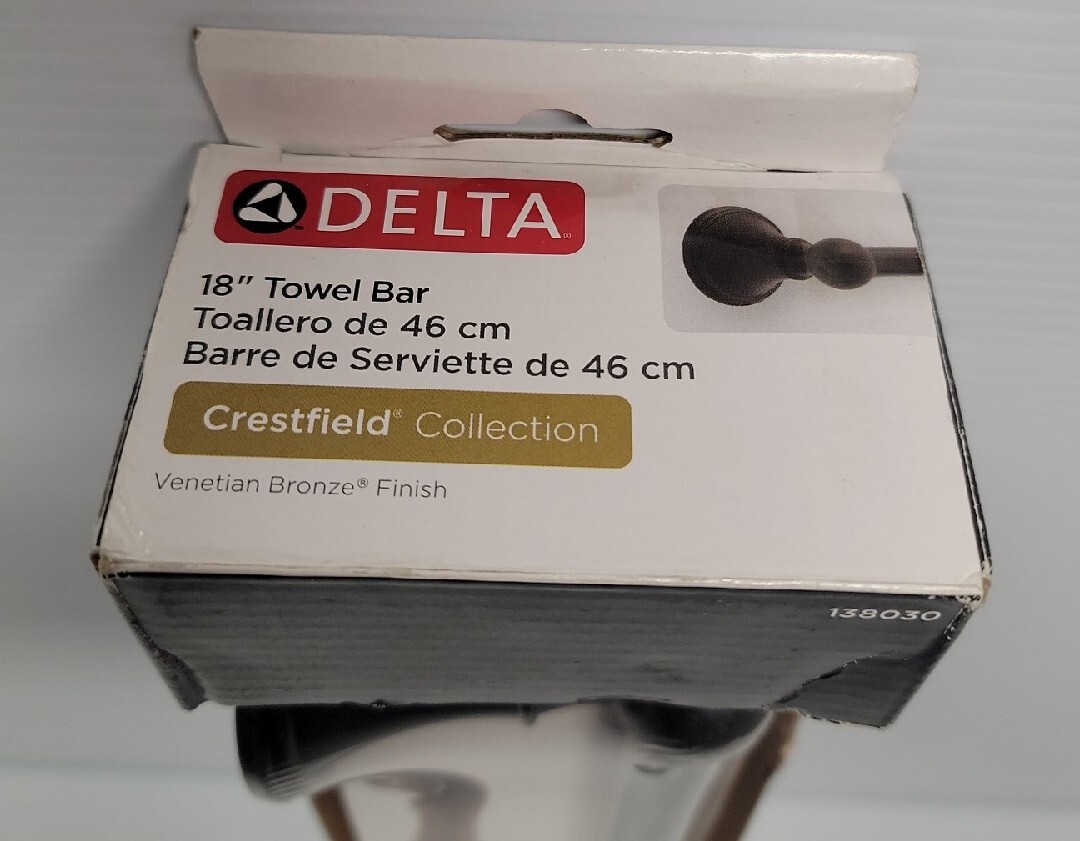 DELTA
18" Towel Bar
Toallero de 46 cm
Barre de Serviette de 46 cm
Crestfield® Collection
Venetian Bronze® Finish
138030